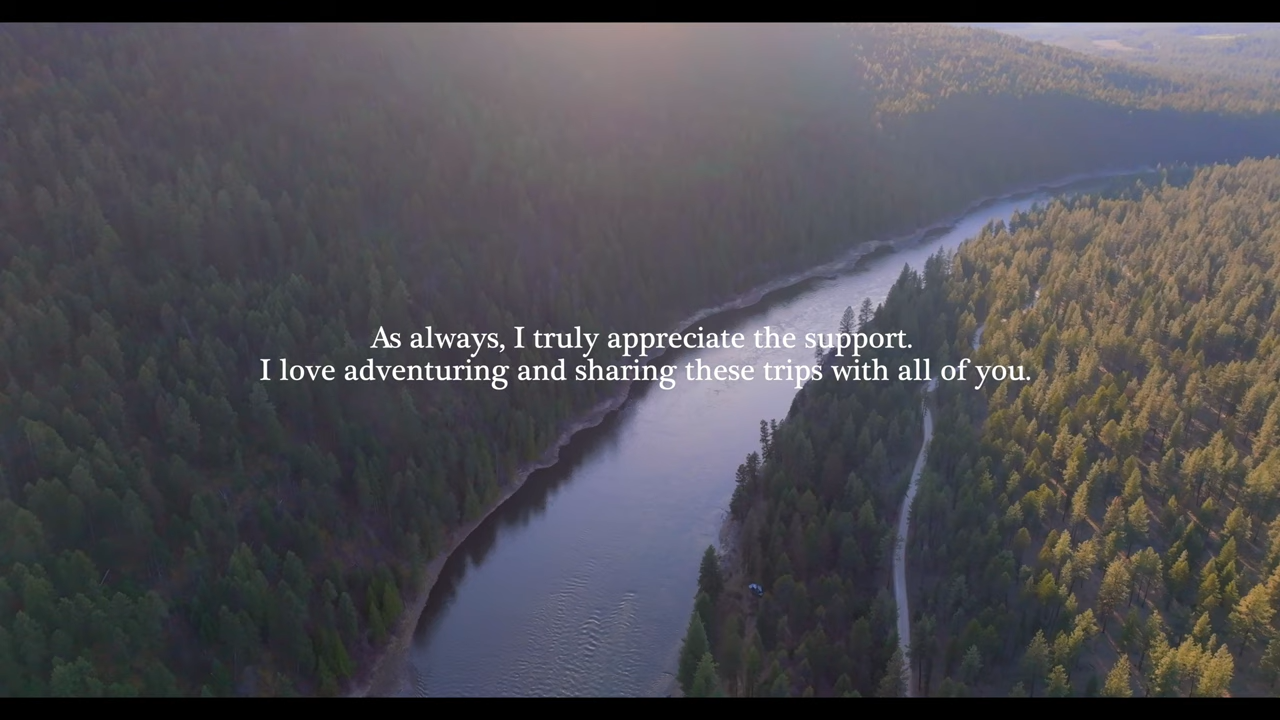 As always, I truly appreciate the support.
I love adventuring and sharing these trips with all of you.